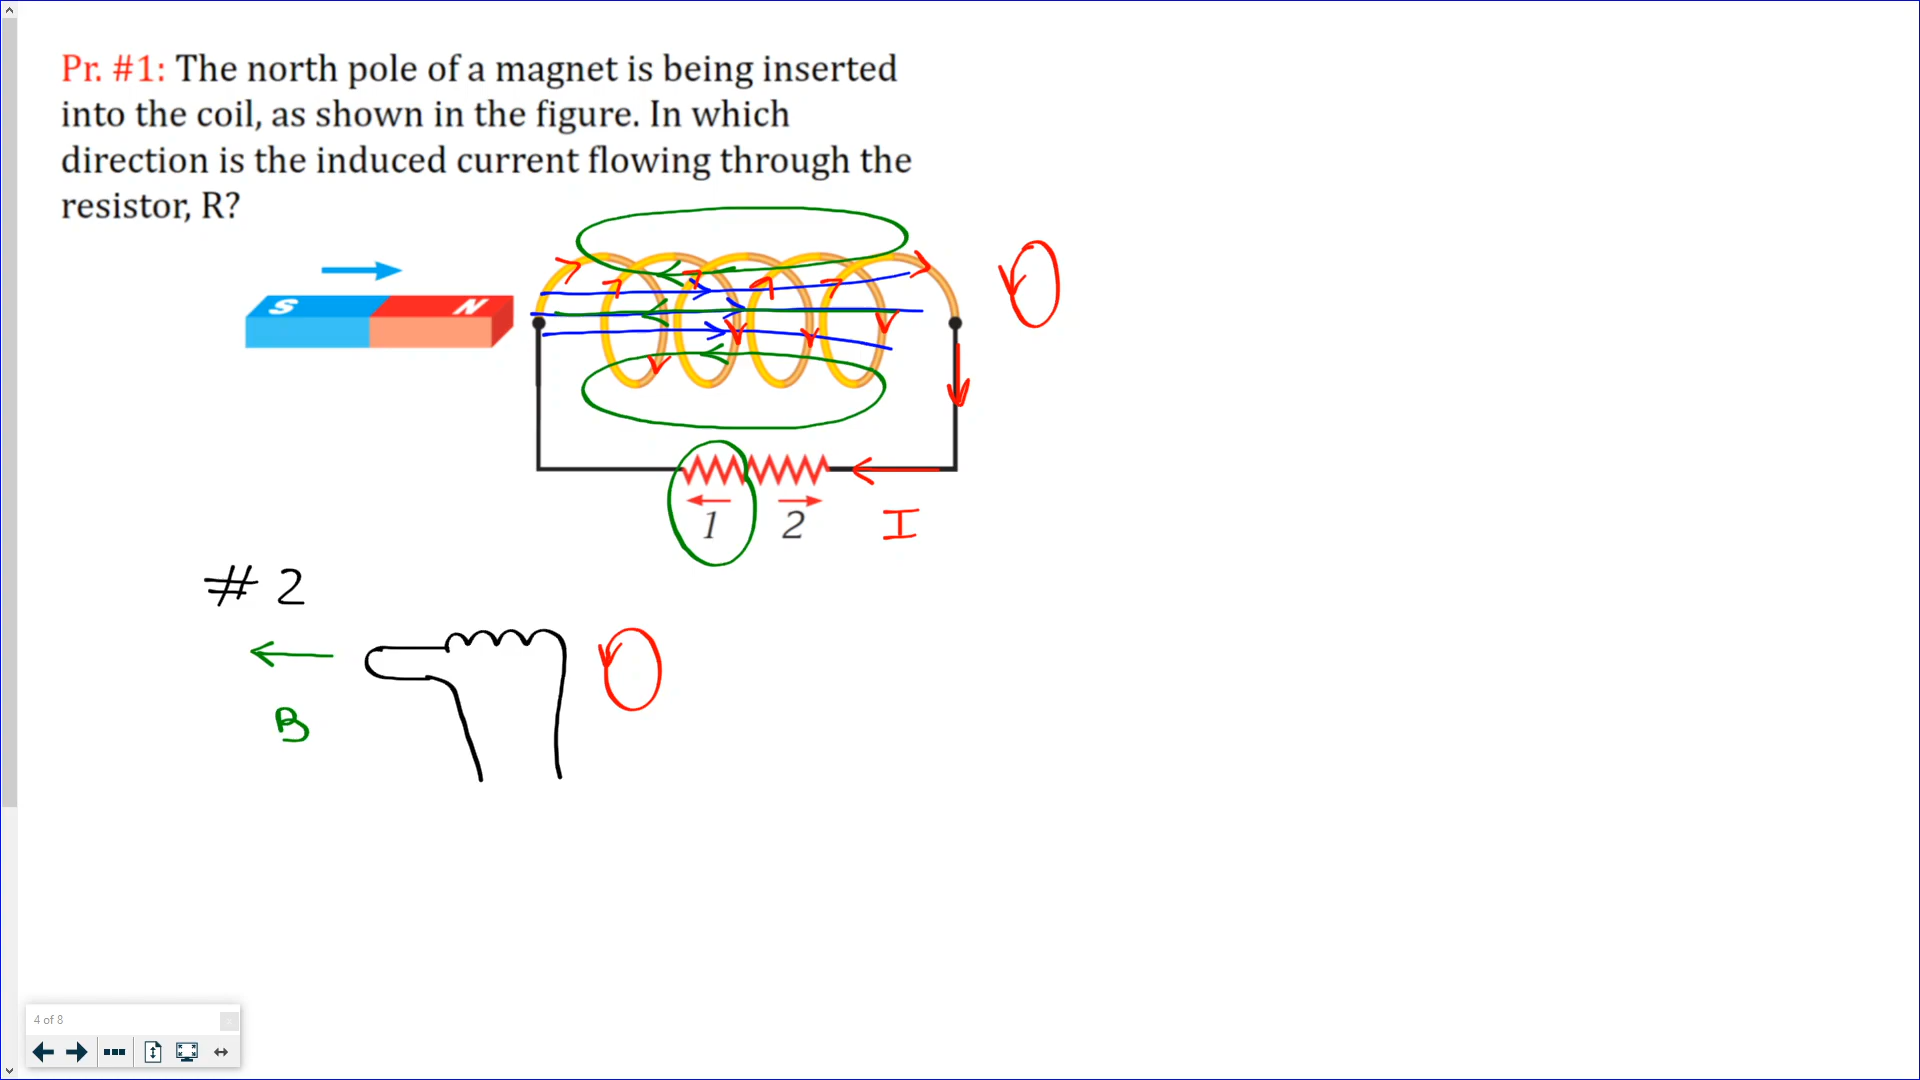 Pr. #1: The north pole of a magnet is being inserted
into the coil, as shown in the figure. In which
direction is the induced current flowing through the
resistor, R?
S N
1 2 I
# 2
B
4 of 8